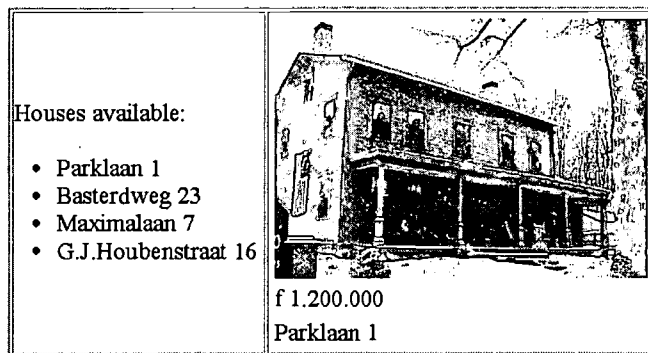 Houses available:
• Parklaan 1
• Basterdweg 23
• Maximalaan 7
• G.J.Houbenstraat 16
f 1.200.000
Parklaan 1